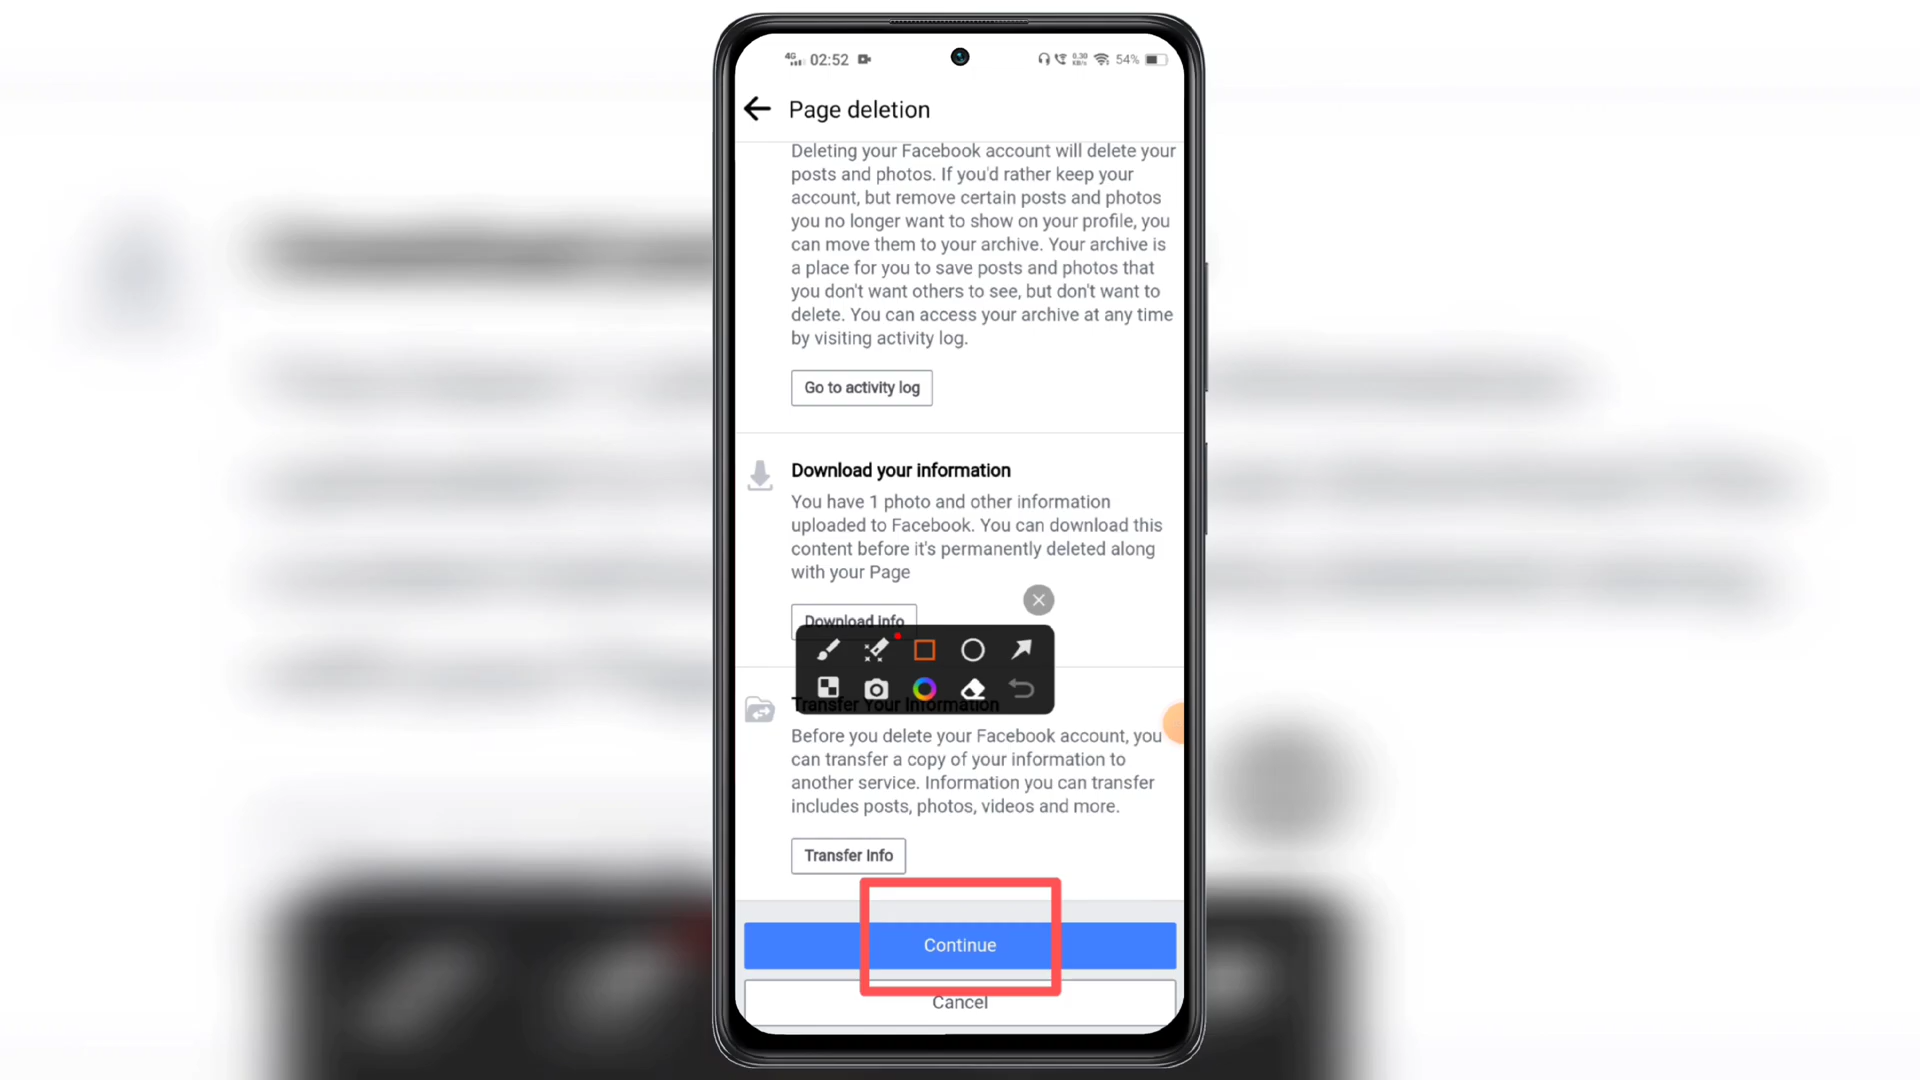 4G 02:52 0.30 KB/s 54%
Page deletion
Deleting your Facebook account will delete your
posts and photos. If you'd rather keep your
account, but remove certain posts and photos
you no longer want to show on your profile, you
can move them to your archive. Your archive is
a place for you to save posts and photos that
you don't want others to see, but don't want to
delete. You can access your archive at any time
by visiting activity log.
Go to activity log
Download your information
You have 1 photo and other information
uploaded to Facebook. You can download this
content before it's permanently deleted along
with your Page
Download Info
Transfer Your Information
Before you delete your Facebook account, you
can transfer a copy of your information to
another service. Information you can transfer
includes posts, photos, videos and more.
Transfer Info
Continue
Cancel